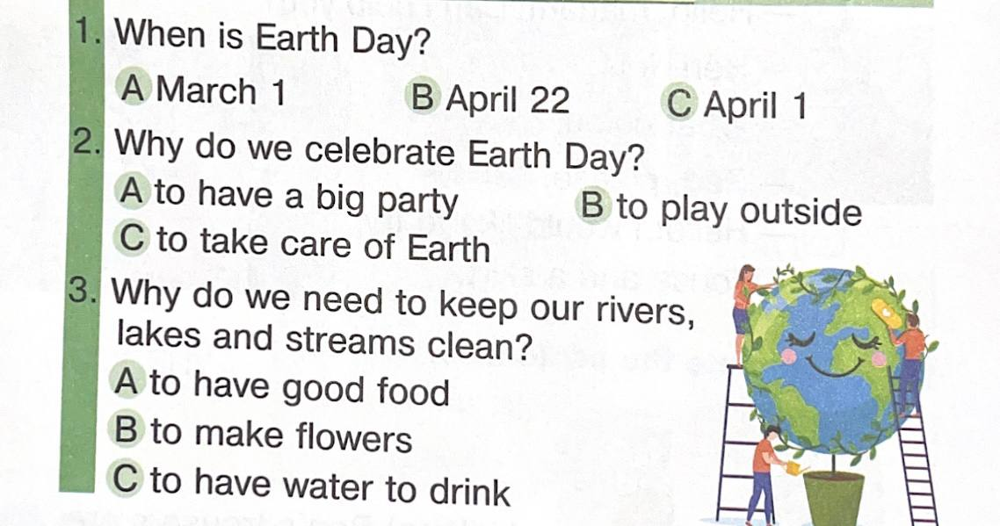 1. When is Earth Day?
A March 1 B April 22 C April 1
2. Why do we celebrate Earth Day?
A to have a big party B to play outside
C to take care of Earth
3. Why do we need to keep our rivers,
lakes and streams clean?
A to have good food
B to make flowers
C to have water to drink